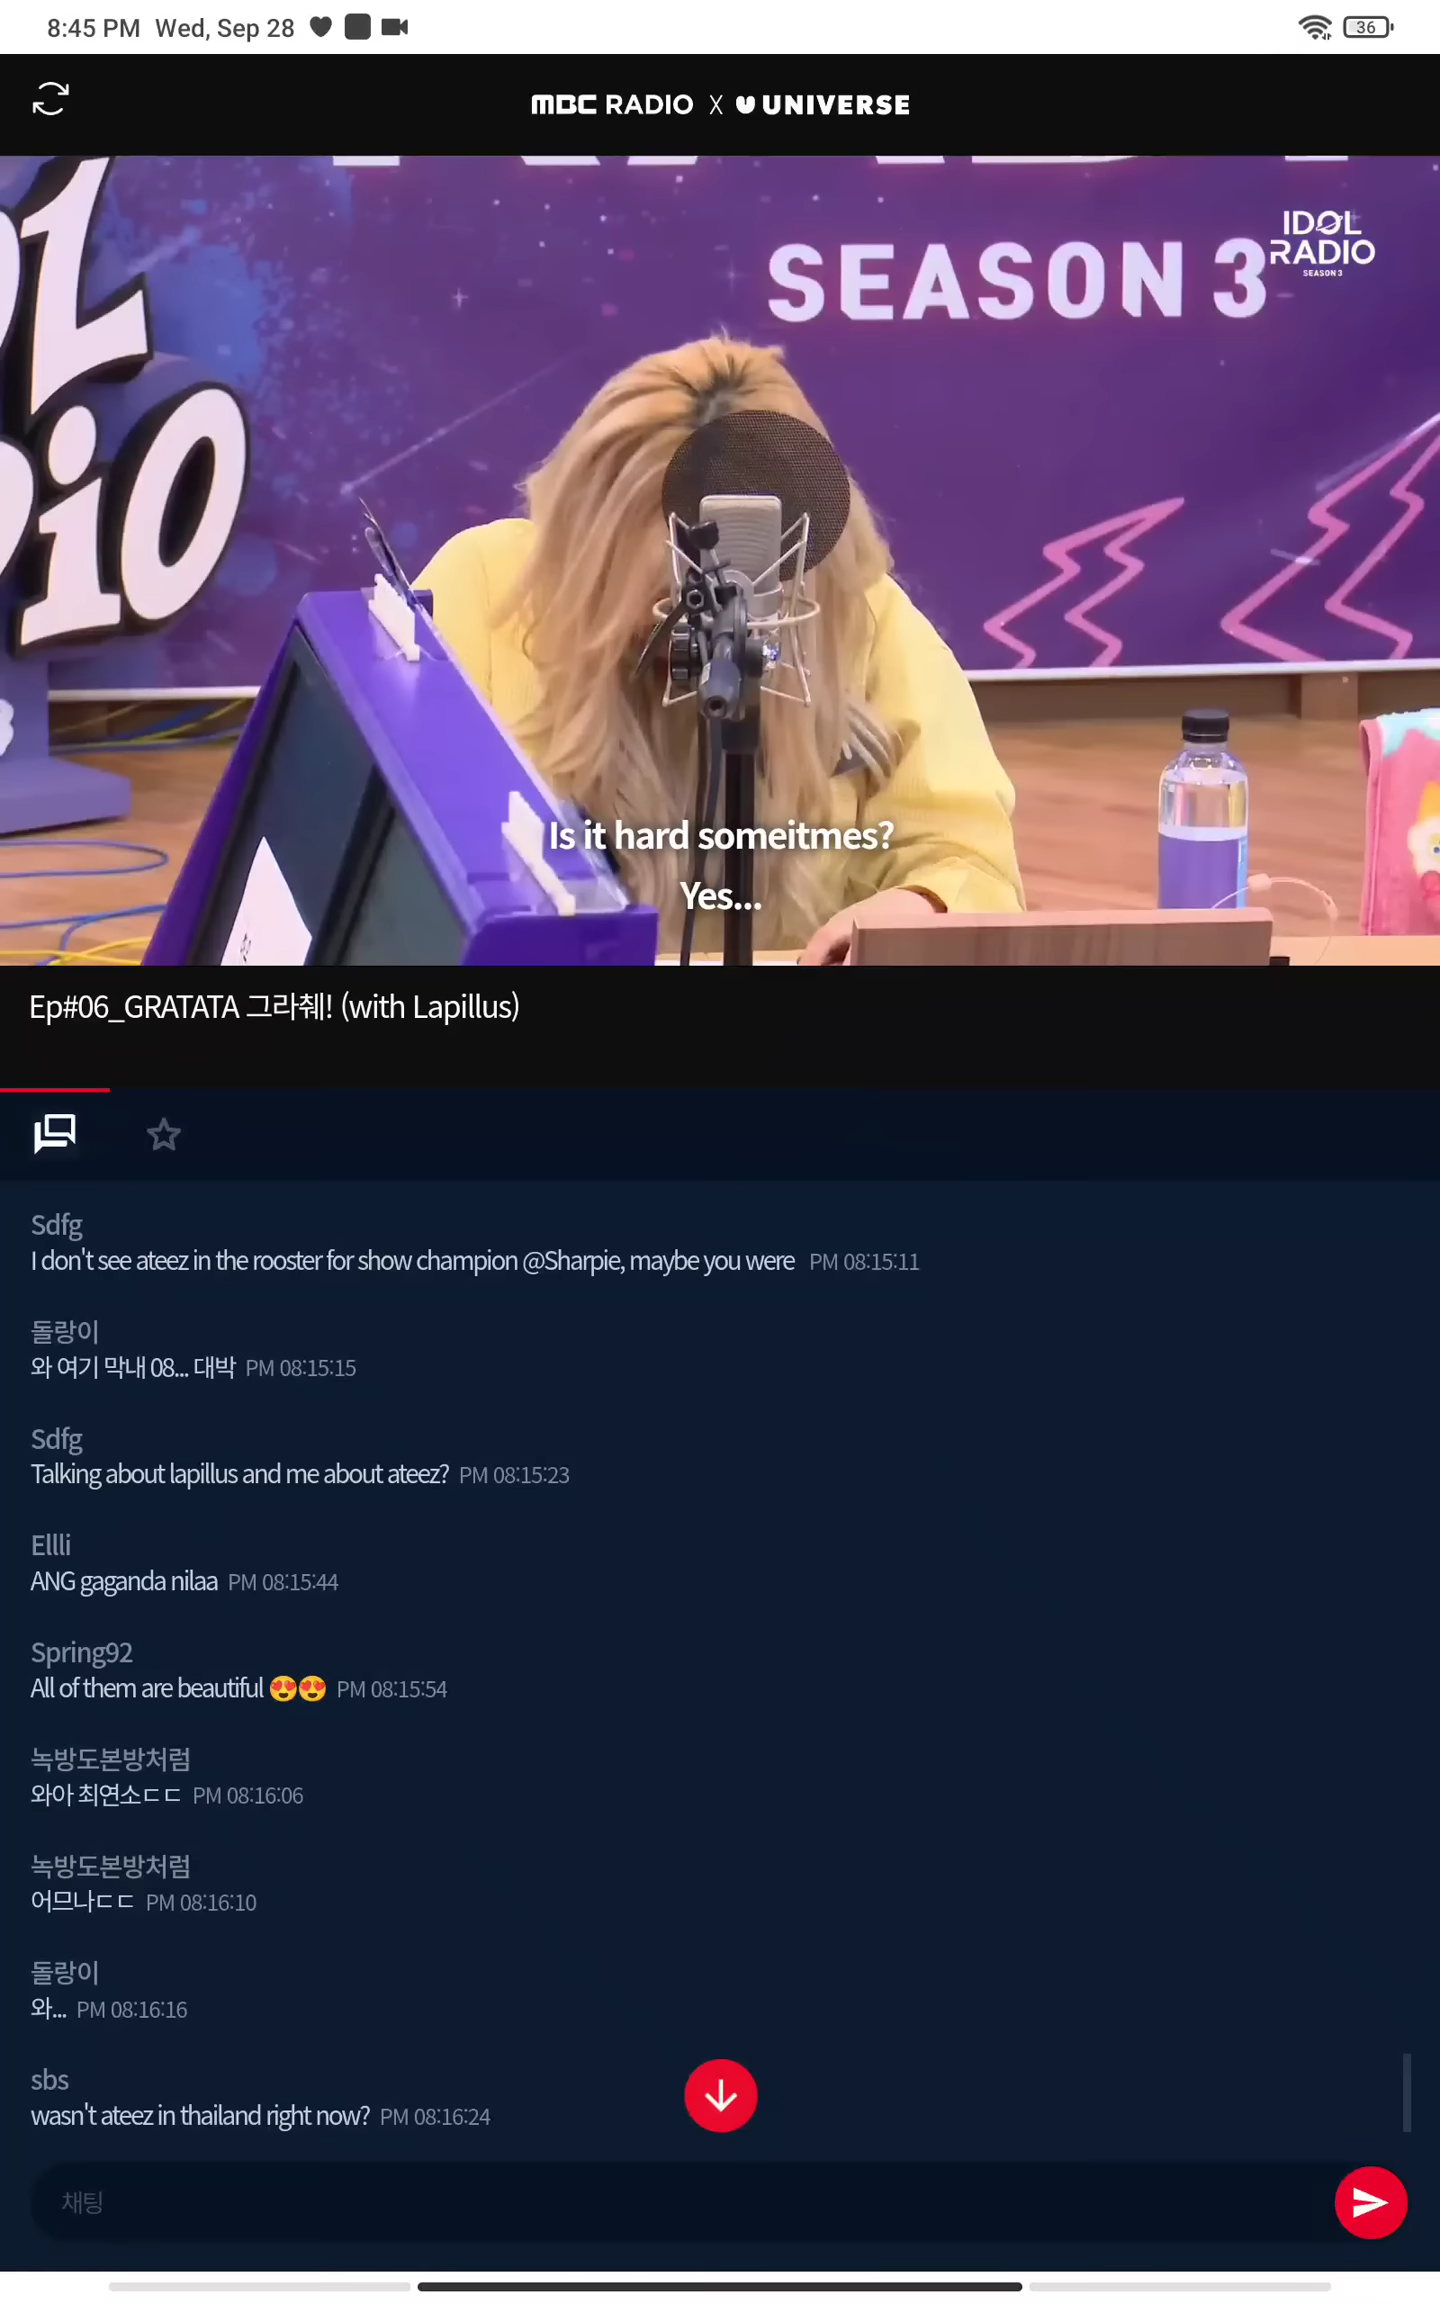 8:45 PM Wed, Sep 28
36
MBC RADIO X UNIVERSE
SEASON 3
IDOL
RADIO
SEASON 3
Is it hard someitmes?
Yes...
Ep#06_GRATATA 그라췌! (with Lapillus)
Sdfg
I don't see ateez in the rooster for show champion @Sharpie, maybe you were PM 08:15:11
돌랑이
와 여기 막내 08... 대박 PM 08:15:15
Sdfg
Talking about lapillus and me about ateez? PM 08:15:23
Ellli
ANG gaganda nilaa PM 08:15:44
Spring92
All of them are beautiful 😍😍 PM 08:15:54
녹방도본방처럼
와아 최연소ㄷㄷ PM 08:16:06
녹방도본방처럼
어므나ㄷㄷ PM 08:16:10
돌랑이
와... PM 08:16:16
sbs
wasn't ateez in thailand right now? PM 08:16:24
채팅